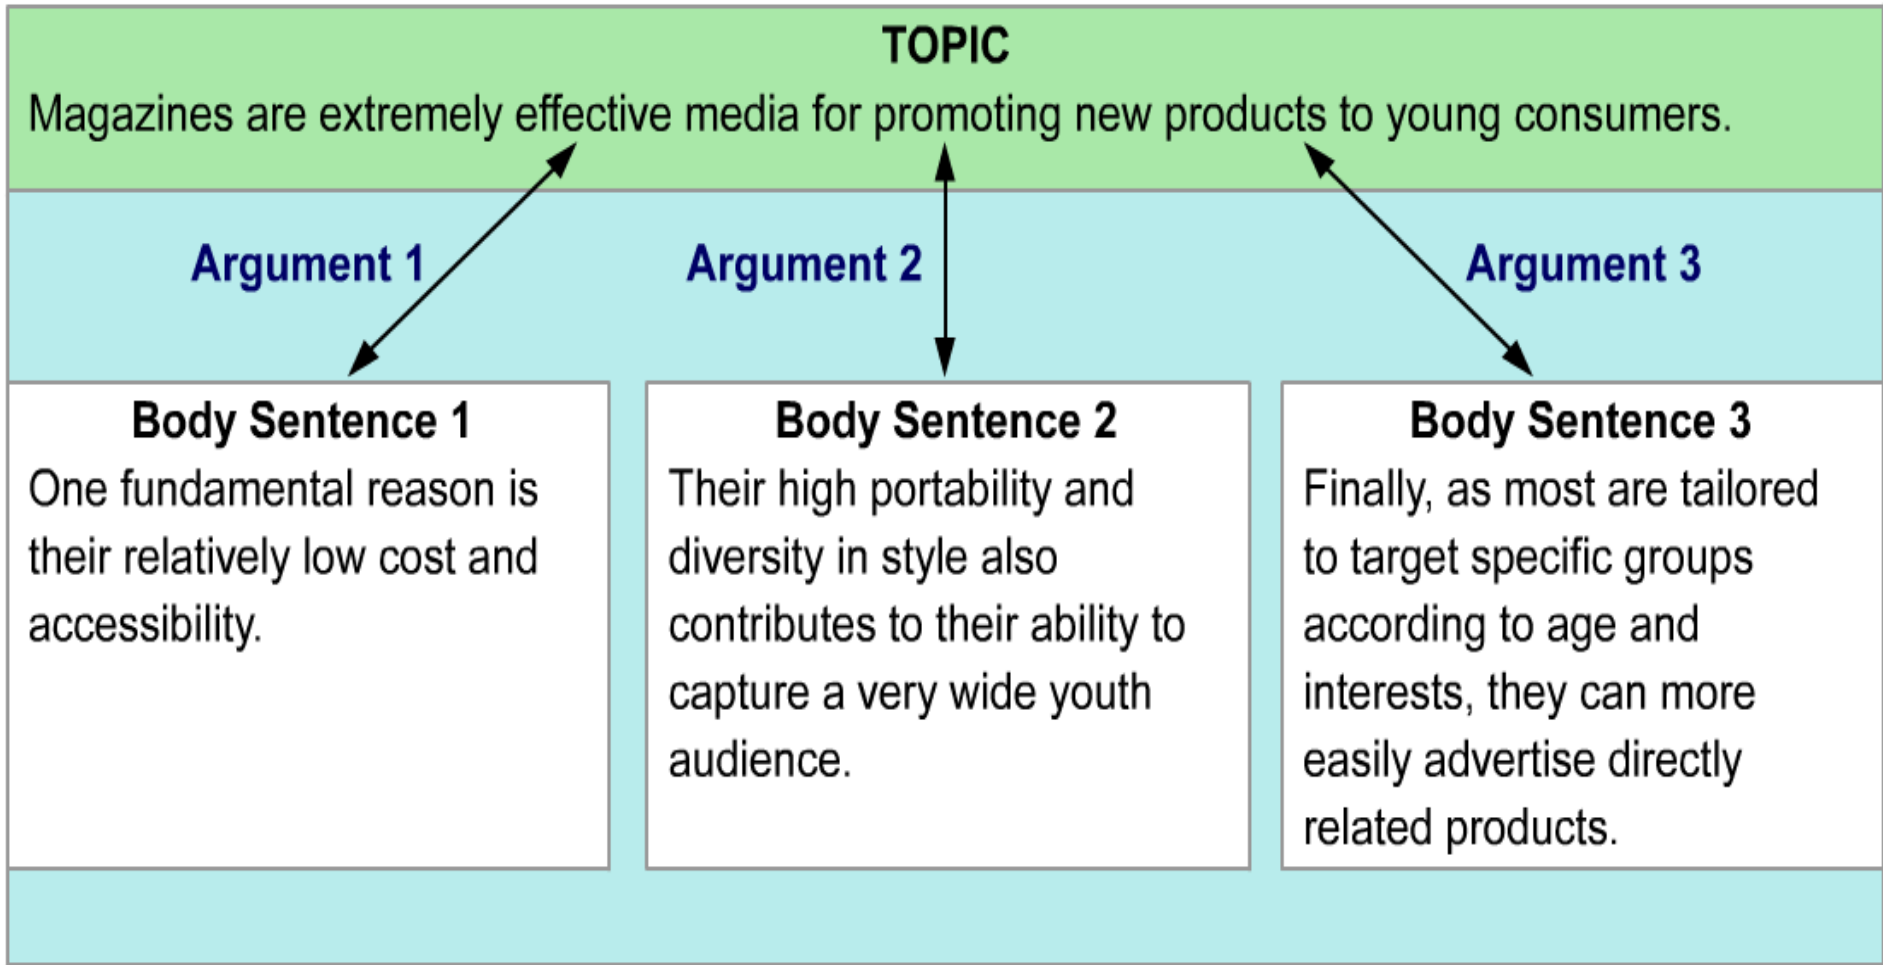 TOPIC
Magazines are extremely effective media for promoting new products to young consumers.
Argument 1
Argument 2
Argument 3
Body Sentence 1
One fundamental reason is
their relatively low cost and
accessibility.
Body Sentence 2
Their high portability and
diversity in style also
contributes to their ability to
capture a very wide youth
audience.
Body Sentence 3
Finally, as most are tailored
to target specific groups
according to age and
interests, they can more
easily advertise directly
related products.